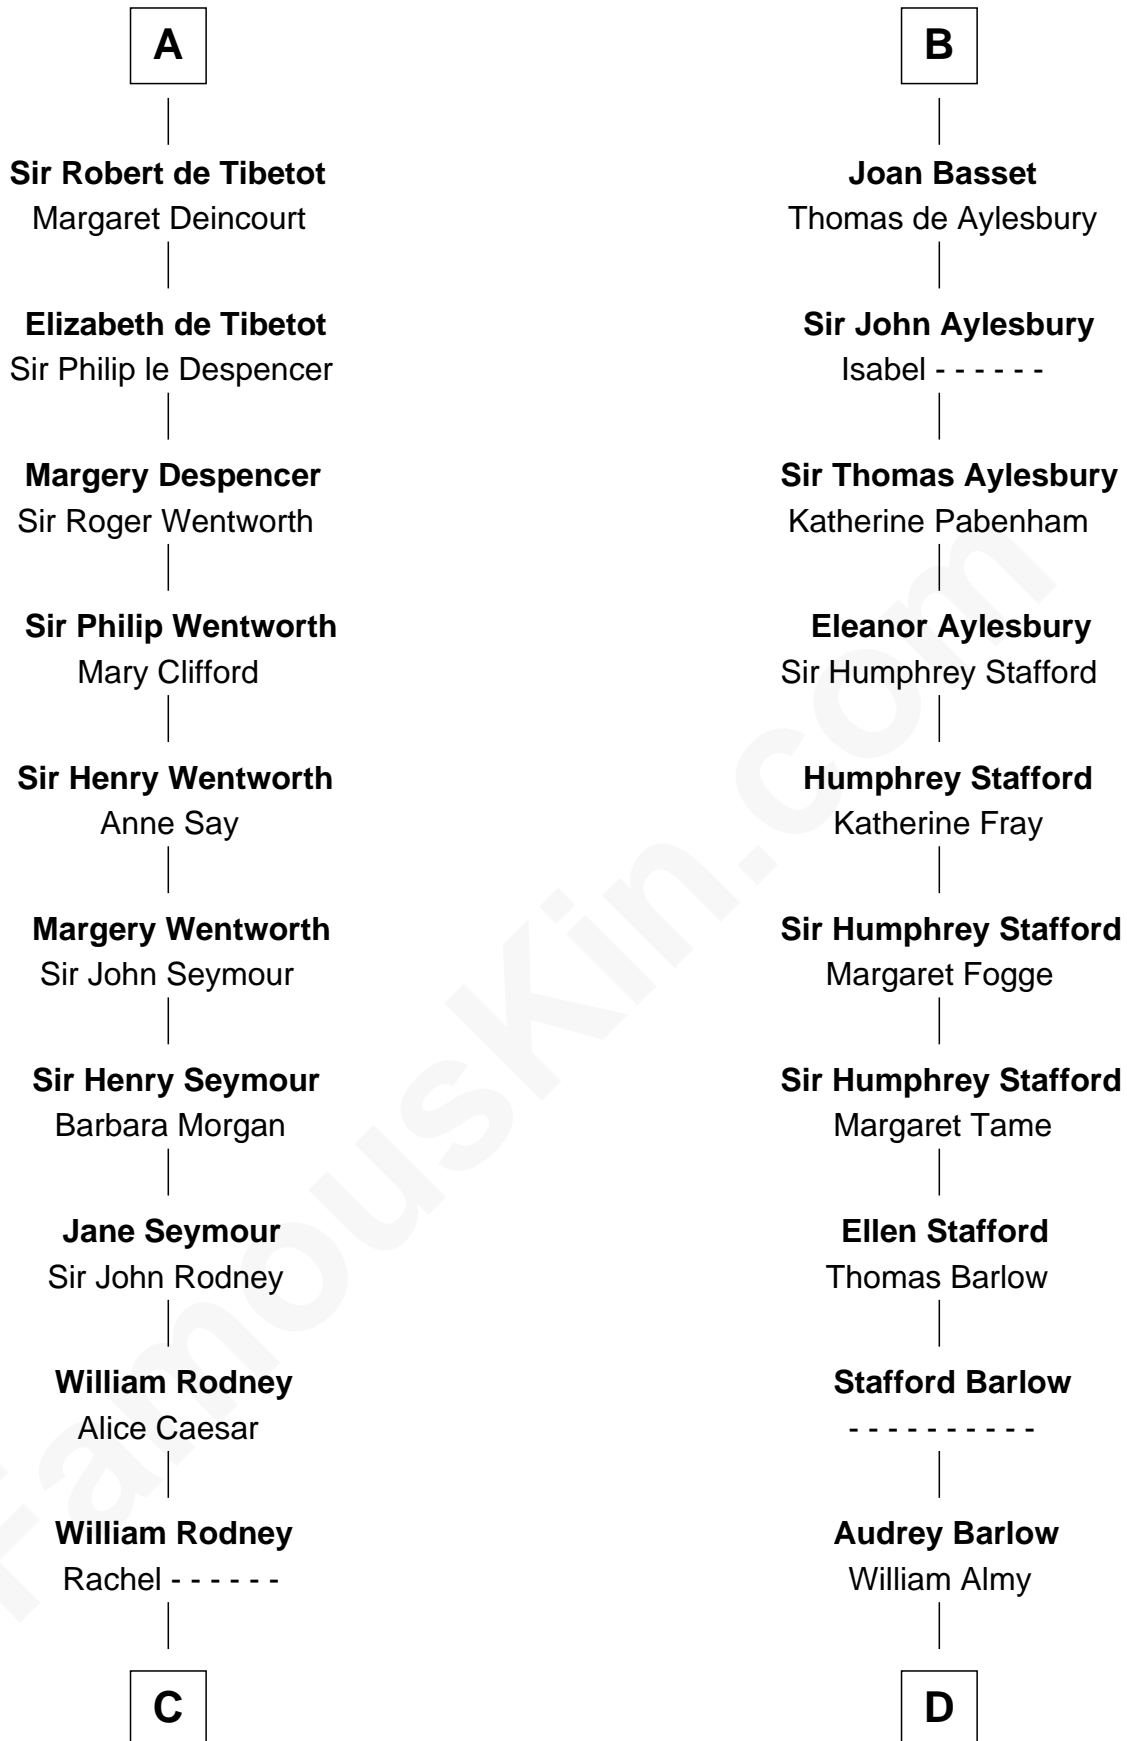 A
Sir Robert de Tibetot
Margaret Deincourt
Elizabeth de Tibetot
Sir Philip le Despencer
Margery Despencer
Sir Roger Wentworth
Sir Philip Wentworth
Mary Clifford
Sir Henry Wentworth
Anne Say
Margery Wentworth
Sir John Seymour
Sir Henry Seymour
Barbara Morgan
Jane Seymour
Sir John Rodney
William Rodney
Alice Caesar
William Rodney
Rachel - - - - - -
C
B
Joan Basset
Thomas de Aylesbury
Sir John Aylesbury
Isabel - - - - - -
Sir Thomas Aylesbury
Katherine Pabenham
Eleanor Aylesbury
Sir Humphrey Stafford
Humphrey Stafford
Katherine Fray
Sir Humphrey Stafford
Margaret Fogge
Sir Humphrey Stafford
Margaret Tame
Ellen Stafford
Thomas Barlow
Stafford Barlow
- - - - - - - - - -
Audrey Barlow
William Almy
D
FamousKin.com